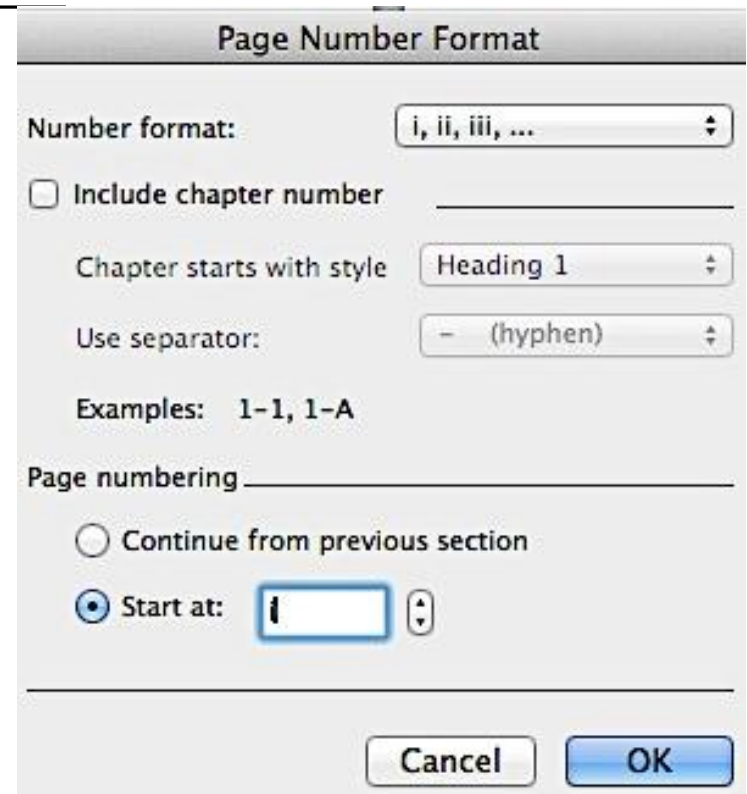 Page Number Format
Number format: i, ii, iii, ...
Include chapter number
Chapter starts with style Heading 1
Use separator: - (hyphen)
Examples: 1-1, 1-A
Page numbering
Continue from previous section
Start at: i
Cancel OK